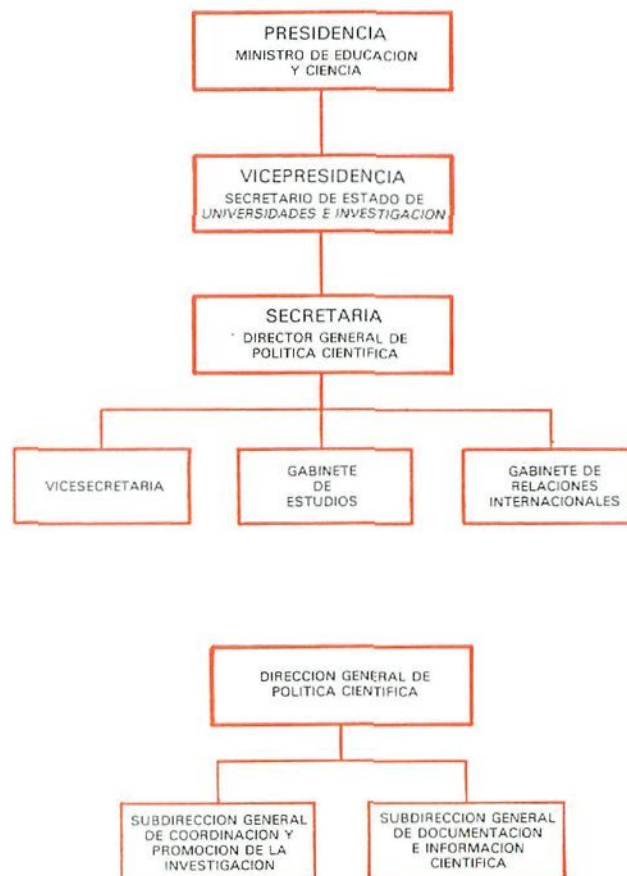 PRESIDENCIA
MINISTRO DE EDUCACION
Y CIENCIA
VICEPRESIDENCIA
SECRETARIO DE ESTADO DE
UNIVERSIDADES E INVESTIGACION
SECRETARIA
DIRECTOR GENERAL DE
POLITICA CIENTIFICA
VICESECRETARIA
GABINETE
DE
ESTUDIOS
GABINETE DE
RELACIONES
INTERNACIONALES
DIRECCION GENERAL DE
POLITICA CIENTIFICA
SUBDIRECCION GENERAL
DE COORDINACION Y
PROMOCION DE LA
INVESTIGACION
SUBDIRECCION GENERAL
DE DOCUMENTACION
E INFORMACION
CIENTIFICA